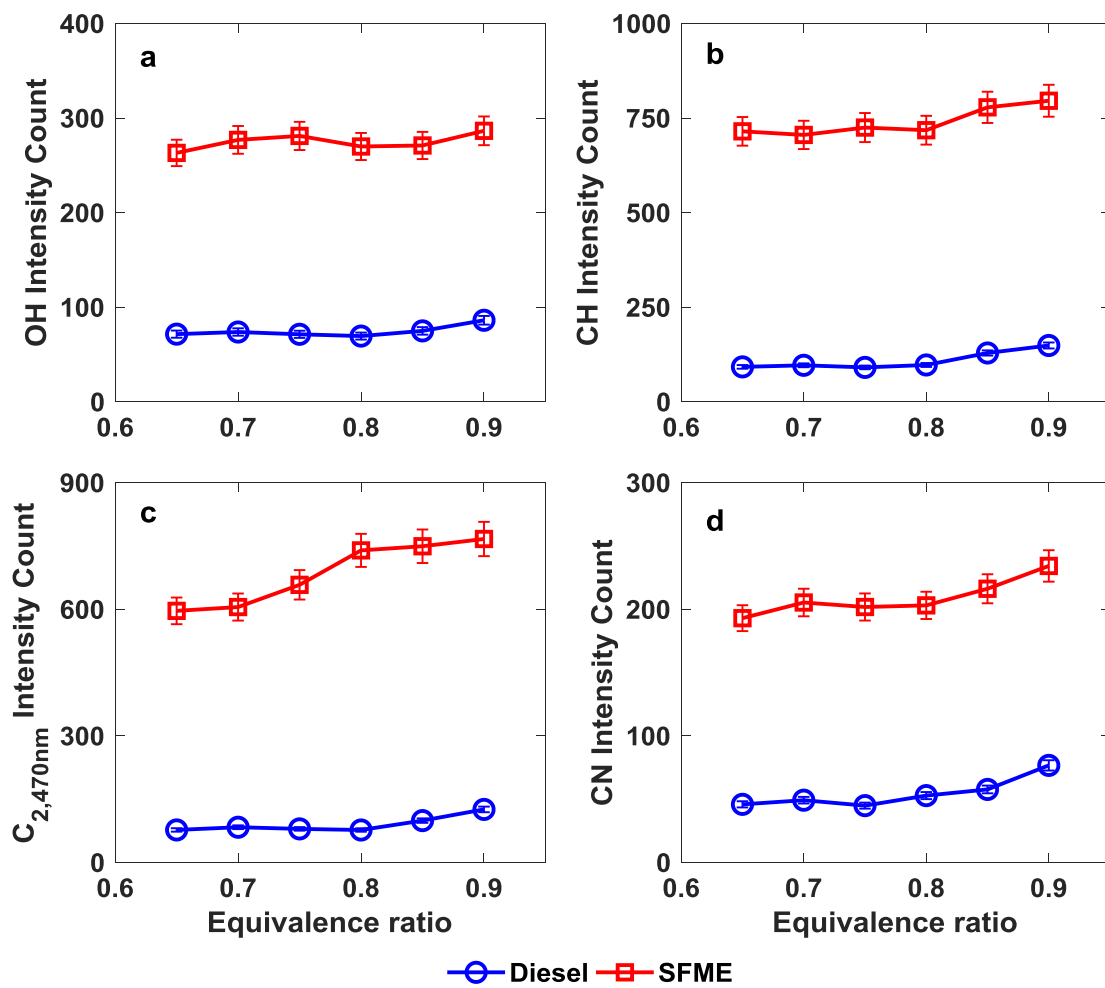 a
OH Intensity Count
400
300
200
100
0
0.6 0.7 0.8 0.9
b
CH Intensity Count
1000
750
500
250
0
0.6 0.7 0.8 0.9
c
C2,470nm Intensity Count
900
600
300
0
0.6 0.7 0.8 0.9
Equivalence ratio
d
CN Intensity Count
300
200
100
0
0.6 0.7 0.8 0.9
Equivalence ratio
Diesel SFME